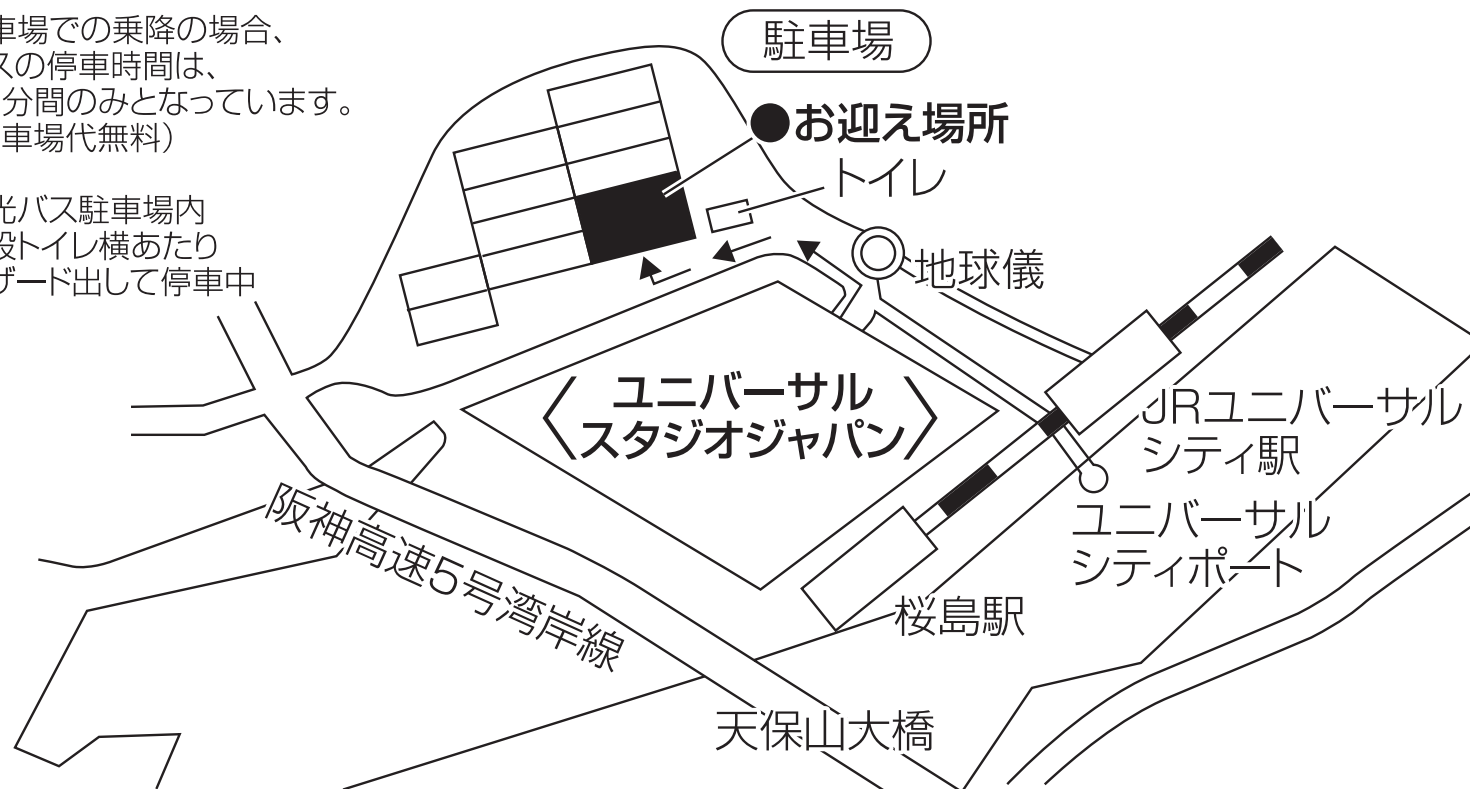 車場での乗降の場合、
スの停車時間は、
分間のみとなっています。
車場代無料）
光バス駐車場内
設トイレ横あたり
ザード出して停車中
駐車場
●お迎え場所
トイレ
地球儀
〈ユニバーサル
スタジオジャパン〉
JRユニバーサル
シティ駅
ユニバーサル
シティポート
桜島駅
阪神高速5号湾岸線
天保山大橋